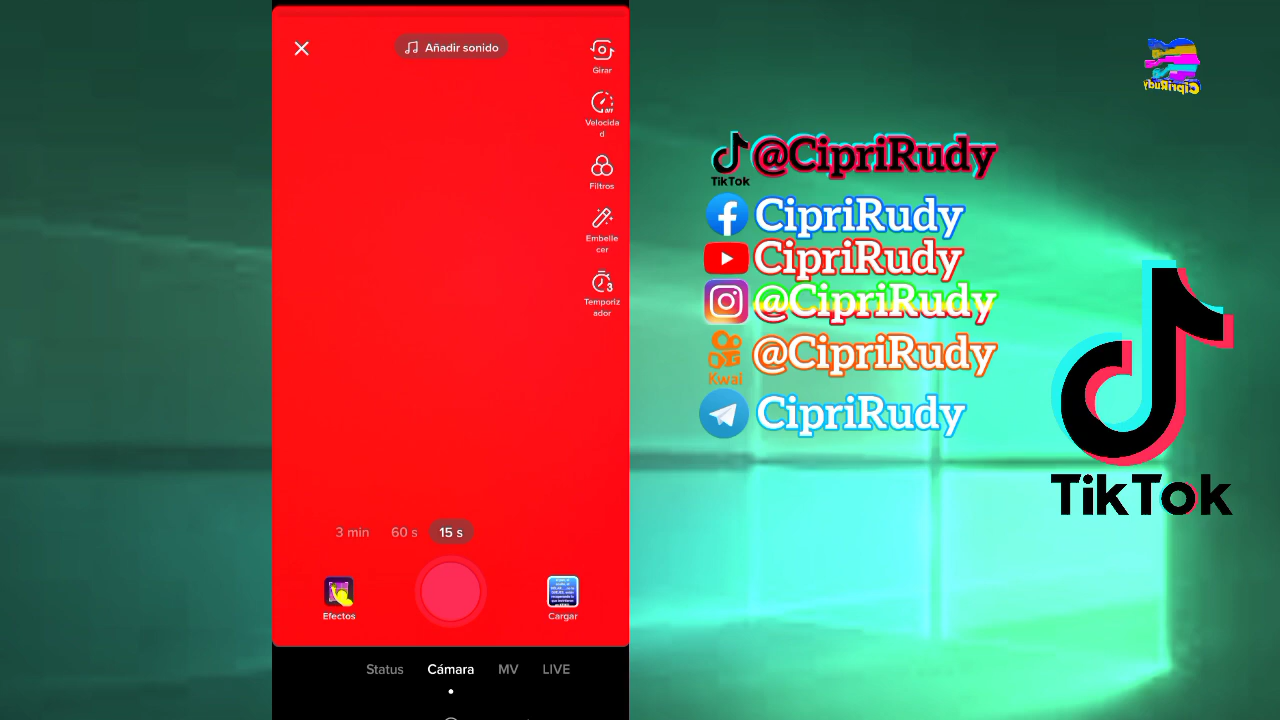 Añadir sonido
Girar
Velocida
d
Filtros
Embelle
cer
Temporiz
ador
3 min 60 s 15 s
Efectos
Cargar
Status Cámara MV LIVE
CipriRudy
TikTok
@CipriRudy
CipriRudy
CipriRudy
@CipriRudy
Kwai
@CipriRudy
CipriRudy
TikTok